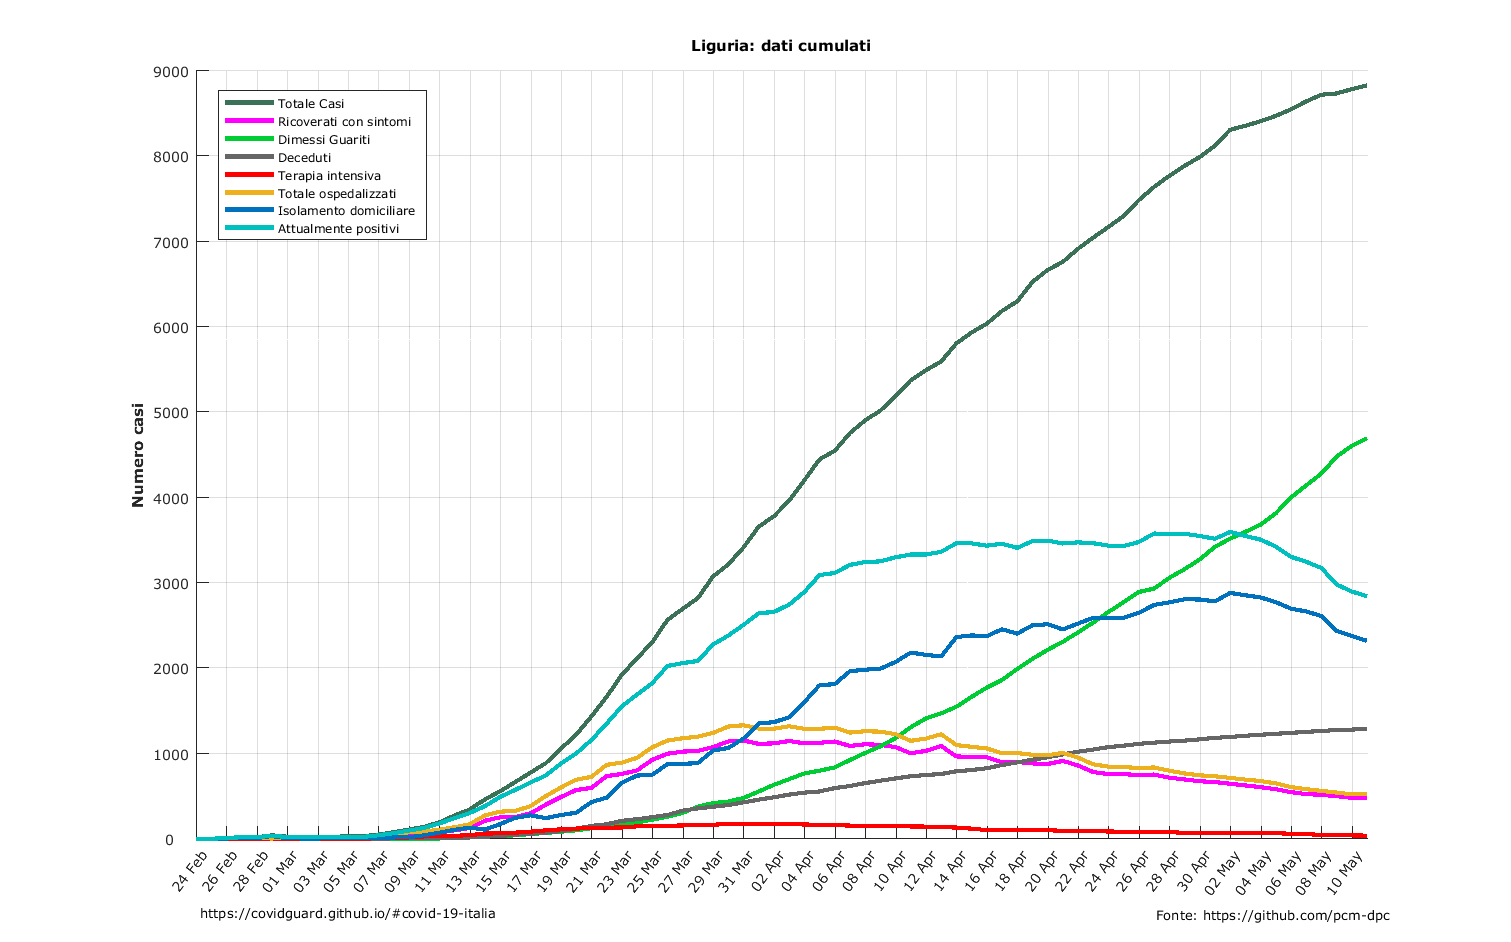 Liguria: dati cumulati
9000
8000
7000
6000
5000
4000
3000
2000
1000
0
Numero casi
Totale Casi
Ricoverati con sintomi
Dimessi Guariti
Deceduti
Terapia intensiva
Totale ospedalizzati
Isolamento domiciliare
Attualmente positivi
24 Feb
26 Feb
28 Feb
01 Mar
03 Mar
05 Mar
07 Mar
09 Mar
11 Mar
13 Mar
15 Mar
17 Mar
19 Mar
21 Mar
23 Mar
25 Mar
27 Mar
29 Mar
31 Mar
02 Apr
04 Apr
06 Apr
08 Apr
10 Apr
12 Apr
14 Apr
16 Apr
18 Apr
20 Apr
22 Apr
24 Apr
26 Apr
28 Apr
30 Apr
02 May
04 May
06 May
08 May
10 May
https://covidguard.github.io/#covid-19-italia
Fonte: https://github.com/pcm-dpc